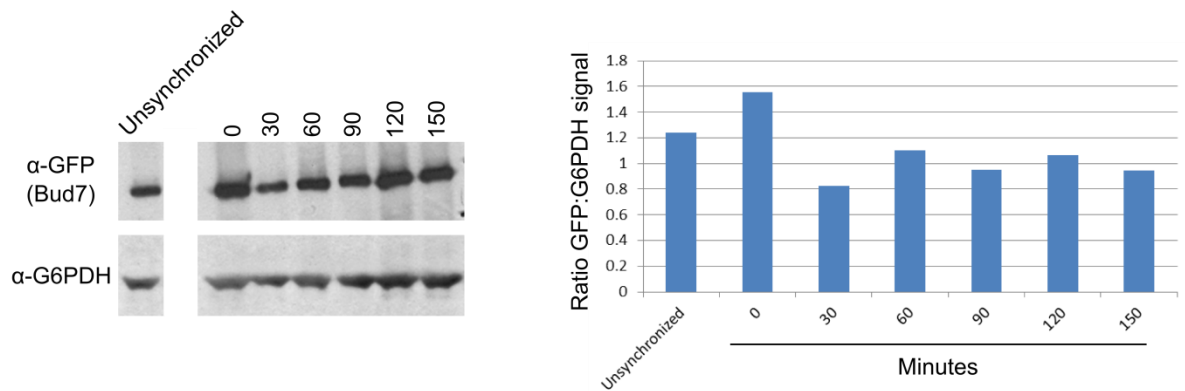 Unsynchronized
0 30 60 90 120 150
α-GFP
(Bud7)
α-G6PDH
Ratio GFP:G6PDH signal
1.8
1.6
1.4
1.2
1
0.8
0.6
0.4
0.2
0
Unsynchronized 0 30 60 90 120 150
Minutes